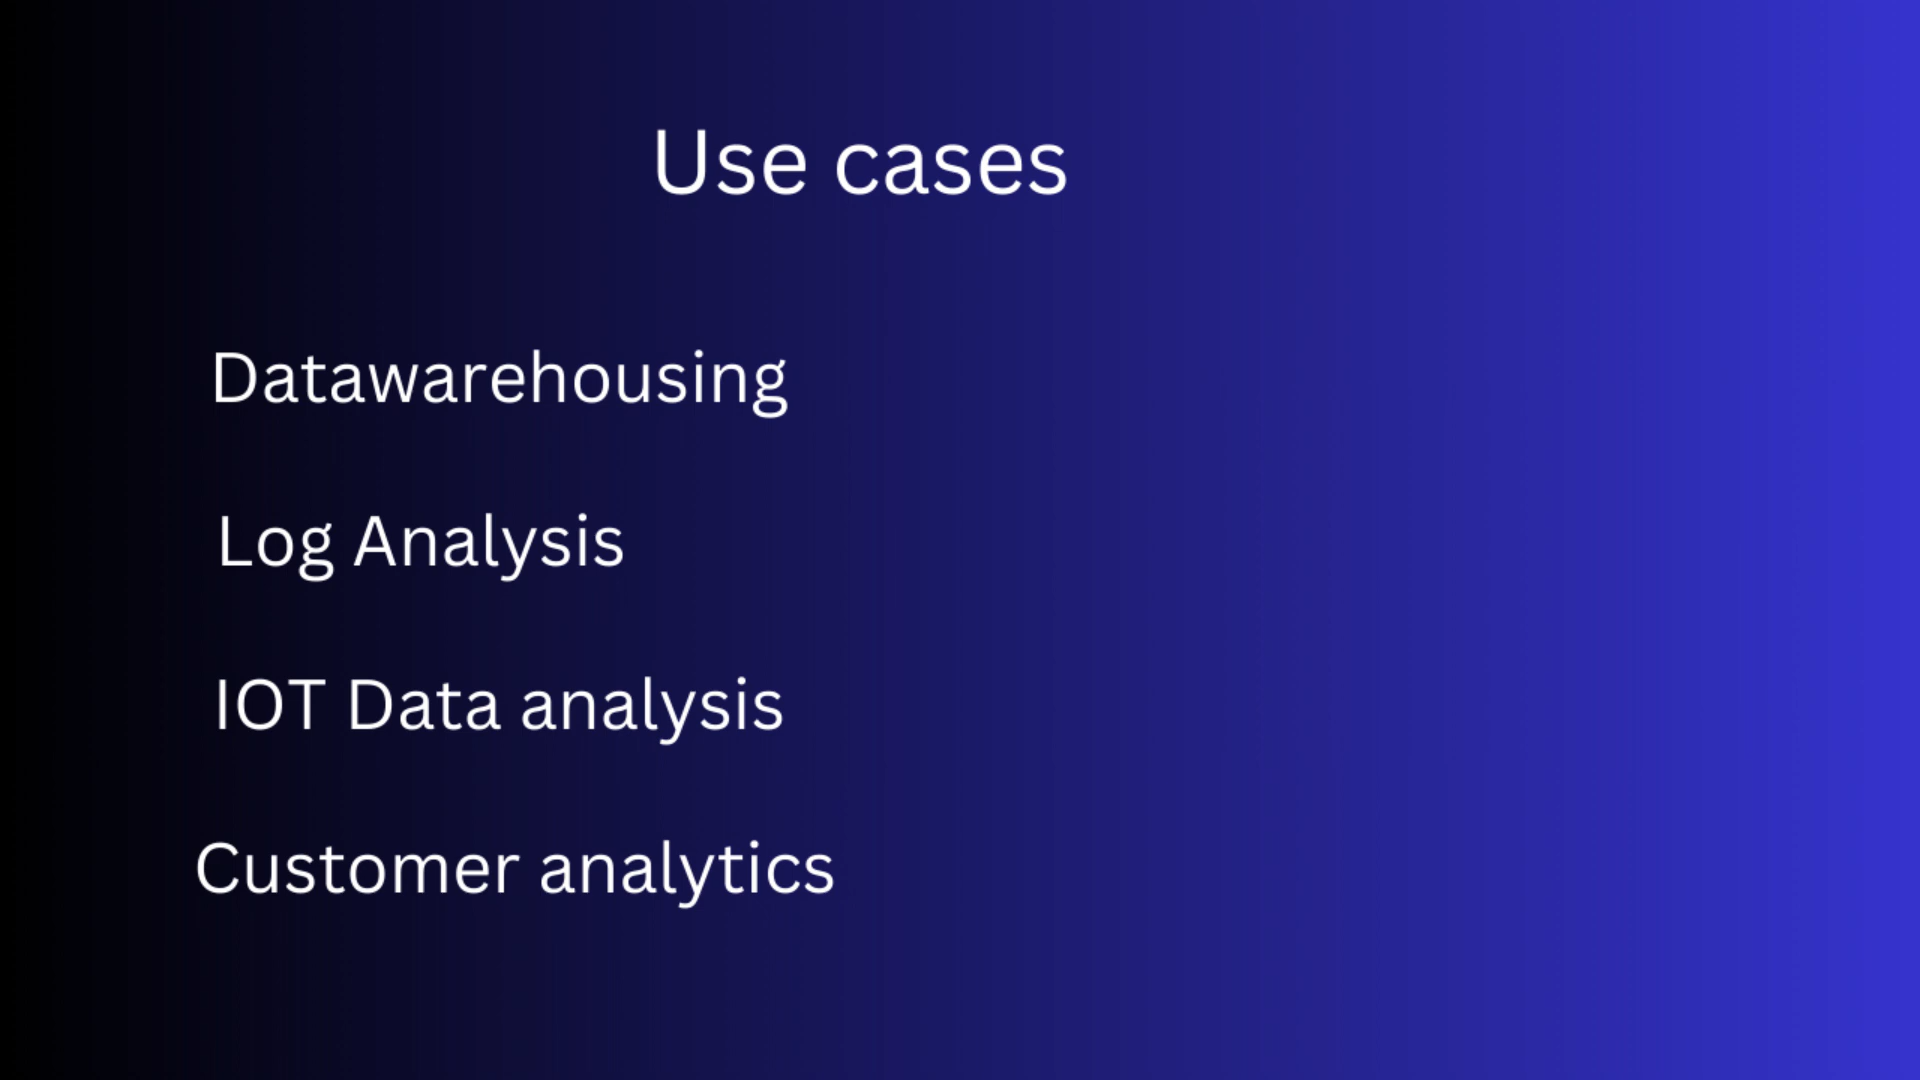 Use cases
Datawarehousing
Log Analysis
IOT Data analysis
Customer analytics